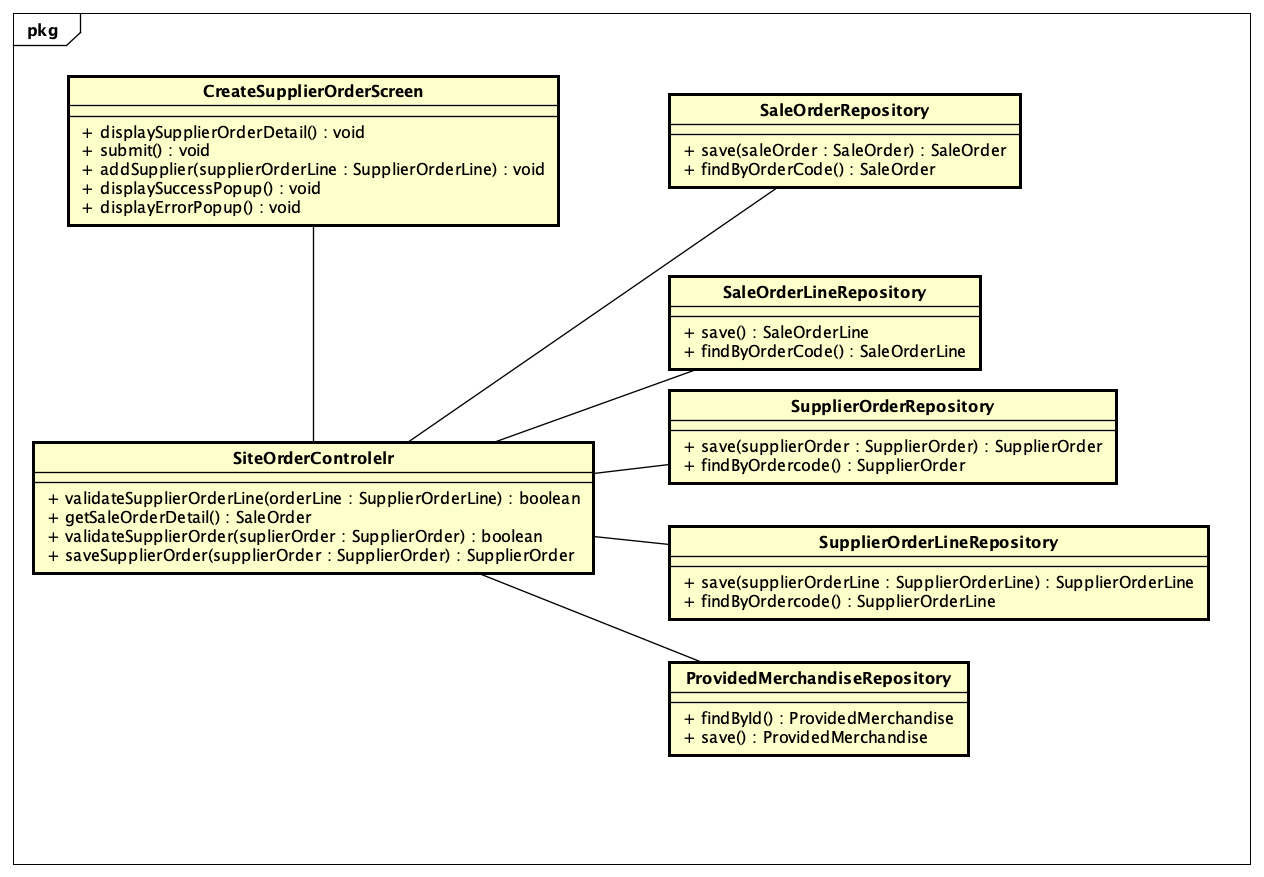 pkg
CreateSupplierOrderScreen
+ displaySupplierOrderDetail() : void
+ submit() : void
+ addSupplier(supplierOrderLine : SupplierOrderLine) : void
+ displaySuccessPopup() : void
+ displayErrorPopup() : void
SaleOrderRepository
+ save(saleOrder : SaleOrder) : SaleOrder
+ findByOrderCode() : SaleOrder
SaleOrderLineRepository
+ save() : SaleOrderLine
+ findByOrderCode() : SaleOrderLine
SupplierOrderRepository
+ save(supplierOrder : SupplierOrder) : SupplierOrder
+ findByOrdercode() : SupplierOrder
SiteOrderControlelr
+ validateSupplierOrderLine(orderLine : SupplierOrderLine) : boolean
+ getSaleOrderDetail() : SaleOrder
+ validateSupplierOrder(suplierOrder : SupplierOrder) : boolean
+ saveSupplierOrder(supplierOrder : SupplierOrder) : SupplierOrder
SupplierOrderLineRepository
+ save(supplierOrderLine : SupplierOrderLine) : SupplierOrderLine
+ findByOrdercode() : SupplierOrderLine
ProvidedMerchandiseRepository
+ findById() : ProvidedMerchandise
+ save() : ProvidedMerchandise